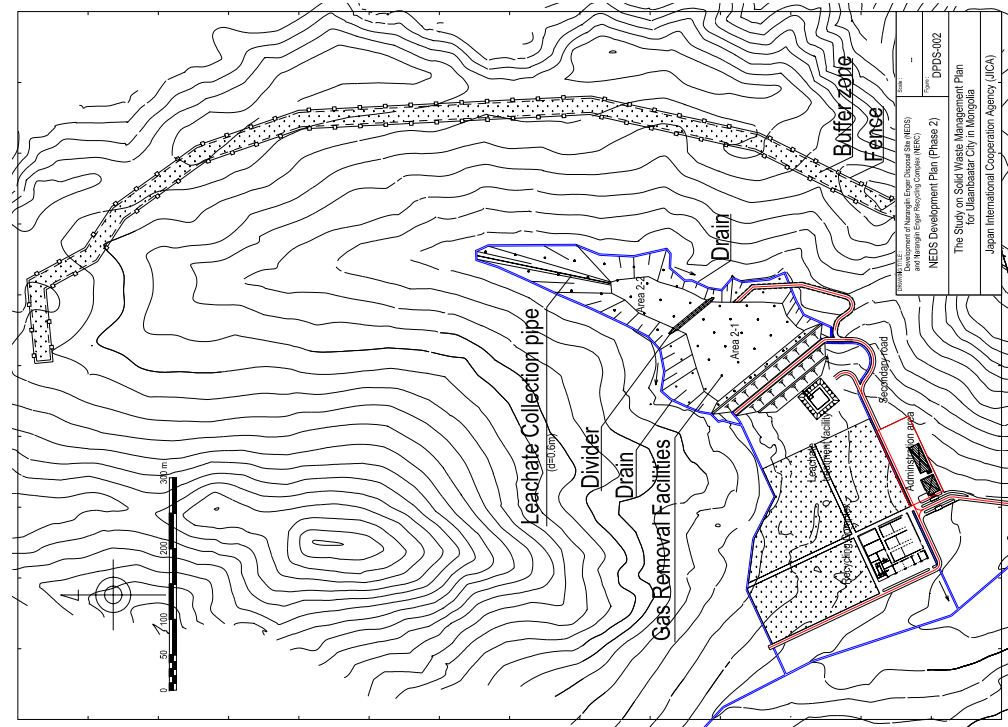 Buffer zone
Fence
Drain
Leachate Collection pipe
(d=0.6m)
Divider
Drain
Gas Removal Facilities
Area 2-2
Area 2-1
Secondary road
Leachate
Treatment Facility
Administration area
Recycling Complex
0 50 100 200 300 m
DRAWING TITLE:
Development of Narangiin Enger Disposal Site (NEDS)
and Narangiin Enger Recycling Complex (NERC)
NEDS Development Plan (Phase 2)
Scale :
-
Figure :
DPDS-002
The Study on Solid Waste Management Plan
for Ulaanbaatar City in Mongolia
Japan International Cooperation Agency (JICA)